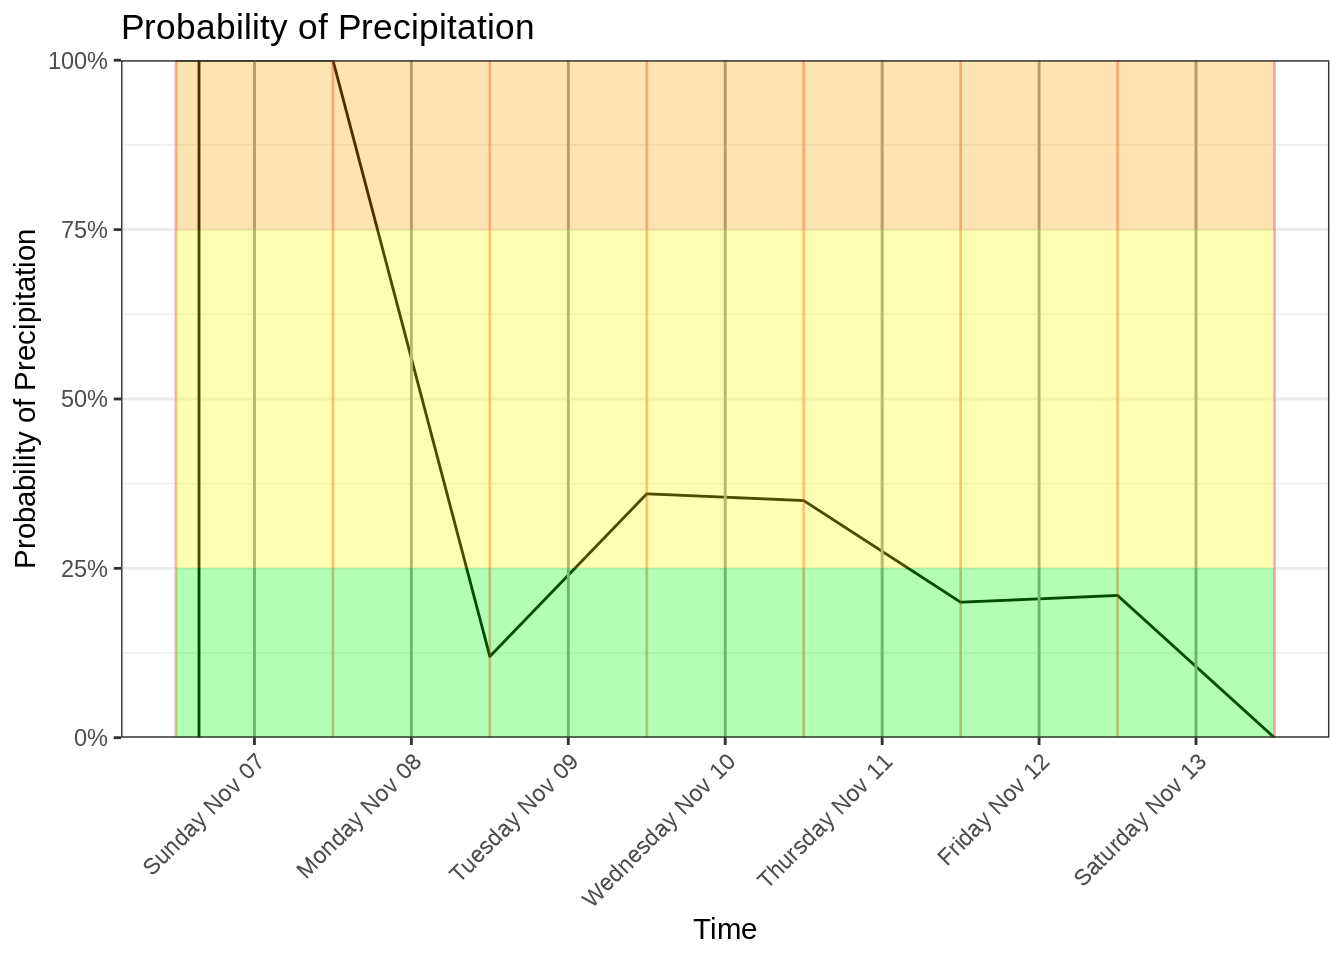 Probability of Precipitation
Probability of Precipitation
100%
75%
50%
25%
0%
Sunday Nov 07
Monday Nov 08
Tuesday Nov 09
Wednesday Nov 10
Thursday Nov 11
Friday Nov 12
Saturday Nov 13
Time